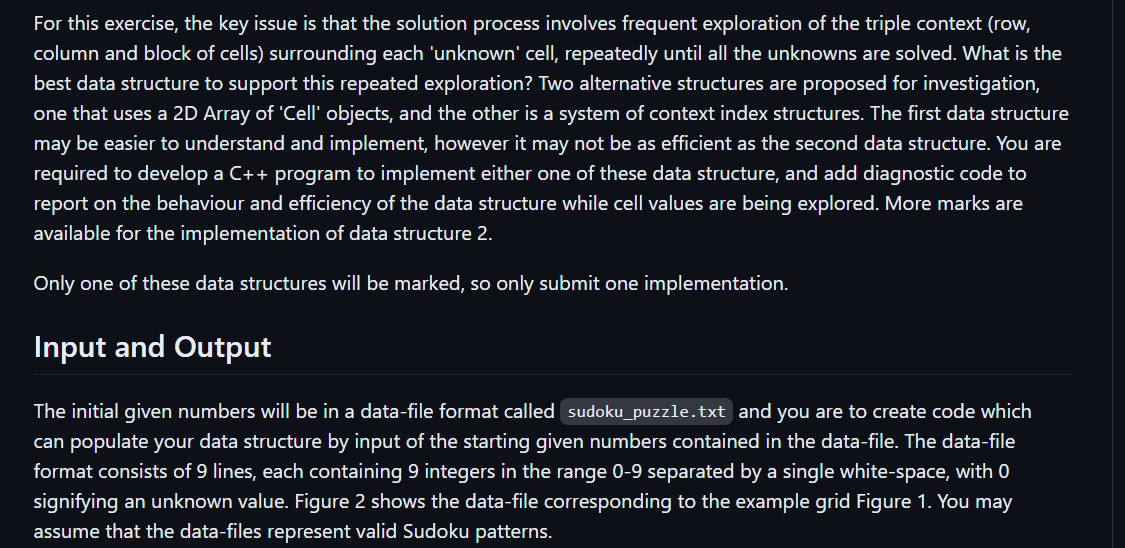 For this exercise, the key issue is that the solution process involves frequent exploration of the triple context (row,
column and block of cells) surrounding each 'unknown' cell, repeatedly until all the unknowns are solved. What is the
best data structure to support this repeated exploration? Two alternative structures are proposed for investigation,
one that uses a 2D Array of 'Cell' objects, and the other is a system of context index structures. The first data structure
may be easier to understand and implement, however it may not be as efficient as the second data structure. You are
required to develop a C++ program to implement either one of these data structure, and add diagnostic code to
report on the behaviour and efficiency of the data structure while cell values are being explored. More marks are
available for the implementation of data structure 2.
Only one of these data structures will be marked, so only submit one implementation.
Input and Output
The initial given numbers will be in a data-file format called sudoku_puzzle.txt and you are to create code which
can populate your data structure by input of the starting given numbers contained in the data-file. The data-file
format consists of 9 lines, each containing 9 integers in the range 0-9 separated by a single white-space, with 0
signifying an unknown value. Figure 2 shows the data-file corresponding to the example grid Figure 1. You may
assume that the data-files represent valid Sudoku patterns.